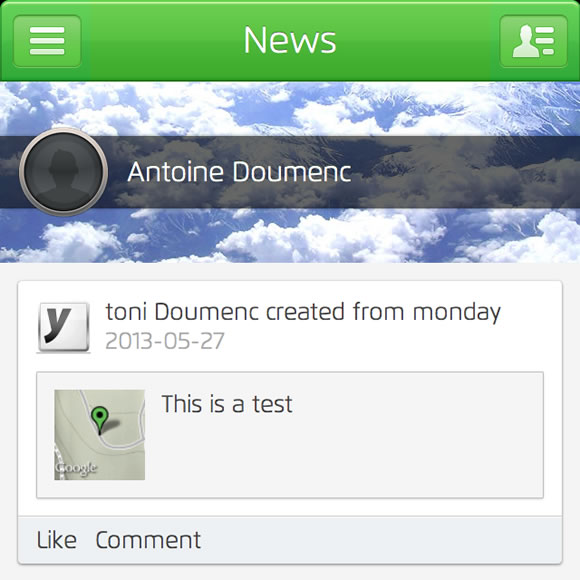 News
Antoine Doumenc
toni Doumenc created from monday
2013-05-27
y
This is a test
Google
Like Comment